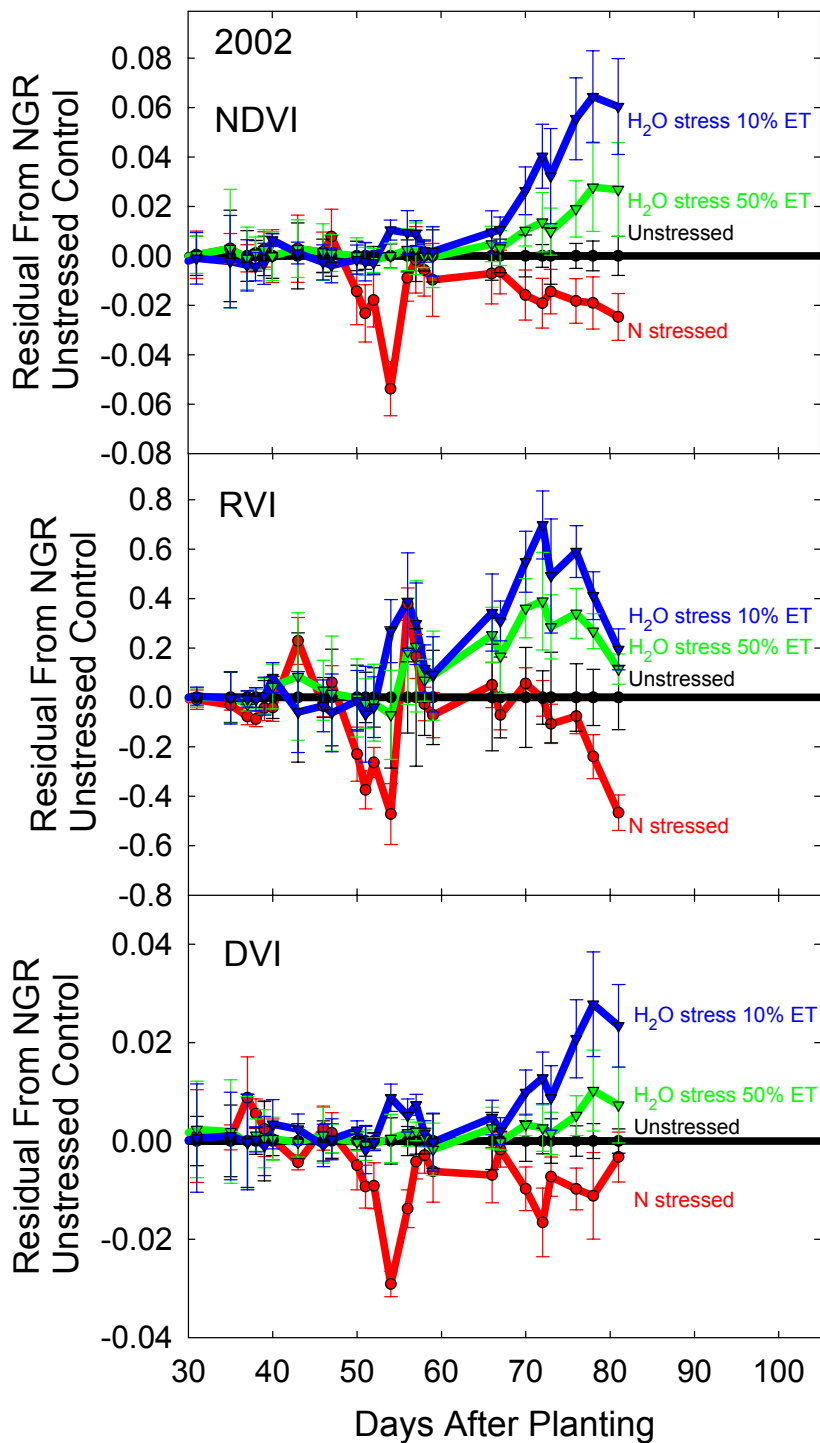 2002
NDVI
Residual From NGR
Unstressed Control
0.08
0.06
0.04
0.02
0.00
-0.02
-0.04
-0.06
-0.08
H₂O stress 10% ET
H₂O stress 50% ET
Unstressed
N stressed
RVI
Residual From NGR
Unstressed Control
0.8
0.6
0.4
0.2
0.0
-0.2
-0.4
-0.6
-0.8
H₂O stress 10% ET
H₂O stress 50% ET
Unstressed
N stressed
DVI
Residual From NGR
Unstressed Control
0.04
0.02
0.00
-0.02
-0.04
H₂O stress 10% ET
H₂O stress 50% ET
Unstressed
N stressed
30 40 50 60 70 80 90 100
Days After Planting